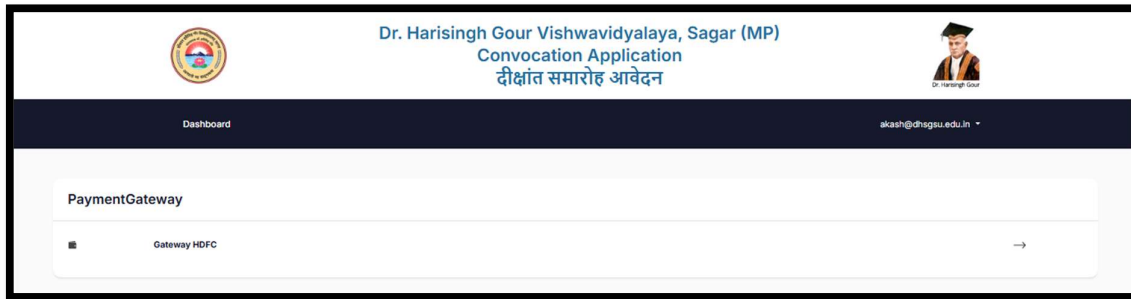 Dr. Harisingh Gour Vishwavidyalaya, Sagar (MP)
Convocation Application
दीक्षांत समारोह आवेदन
Dr. Harisingh Gour
Dashboard
akash@dhsgsu.edu.in
PaymentGateway
Gateway HDFC